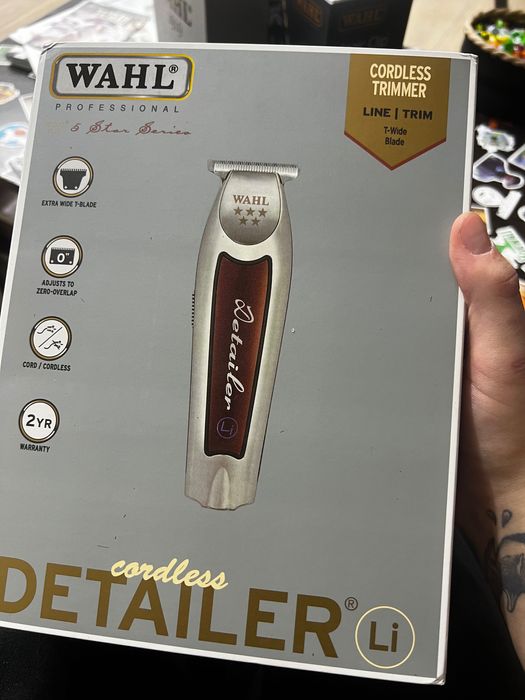 WAHL®
PROFESSIONAL
5 Star Series
CORDLESS
TRIMMER
LINE | TRIM
T-Wide
Blade
EXTRA WIDE T-BLADE
0"
ADJUSTS TO
ZERO-OVERLAP
CORD / CORDLESS
2YR
WARRANTY
WAHL
Detailer
Li
cordless
DETAILER®
Li